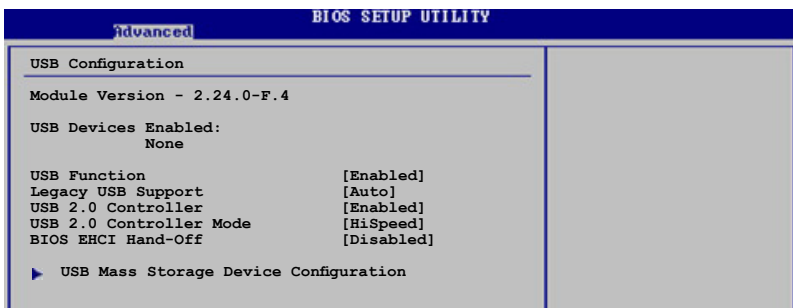 BIOS SETUP UTILITY
Advanced
USB Configuration
Module Version - 2.24.0-F.4
USB Devices Enabled:
None
USB Function [Enabled]
Legacy USB Support [Auto]
USB 2.0 Controller [Enabled]
USB 2.0 Controller Mode [HiSpeed]
BIOS EHCI Hand-Off [Disabled]
USB Mass Storage Device Configuration